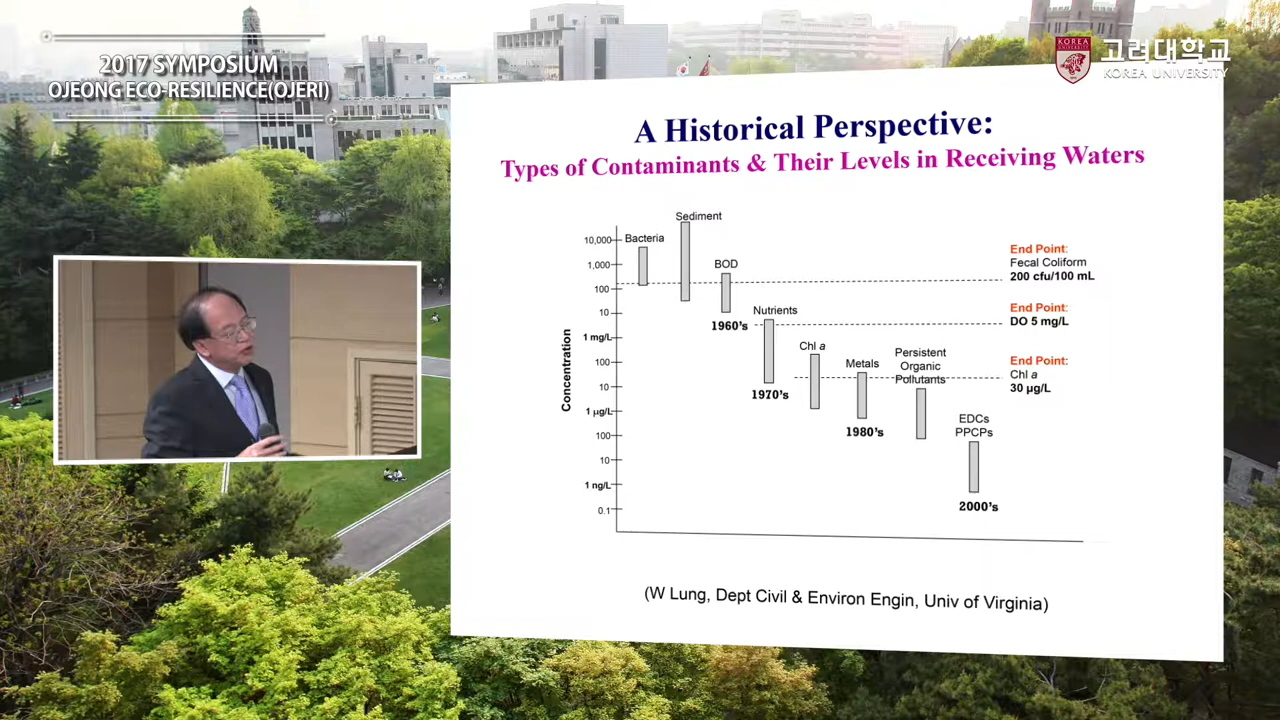 2017 SYMPOSIUM
OJEONG ECO-RESILIENCE(OJERI)
KOREA
UNIVERSITY
고려대학교
KOREA UNIVERSITY
A Historical Perspective:
Types of Contaminants & Their Levels in Receiving Waters
Concentration
10,000
1,000
100
10
1 mg/L
100
10
1 µg/L
100
10
1 ng/L
0.1
Bacteria
Sediment
BOD
1960's
Nutrients
1970's
Chl a
Metals
1980's
Persistent
Organic
Pollutants
EDCs
PPCPs
2000's
End Point:
Fecal Coliform
200 cfu/100 mL
End Point:
DO 5 mg/L
End Point:
Chl a
30 µg/L
(W Lung, Dept Civil & Environ Engin, Univ of Virginia)